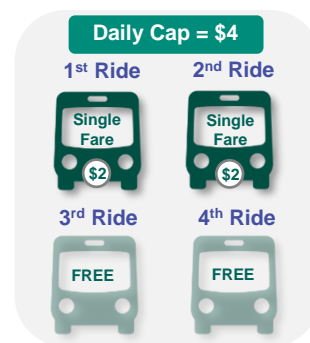 Daily Cap = $4
1st Ride 2nd Ride
Single Fare Single Fare
$2 $2
3rd Ride 4th Ride
FREE FREE